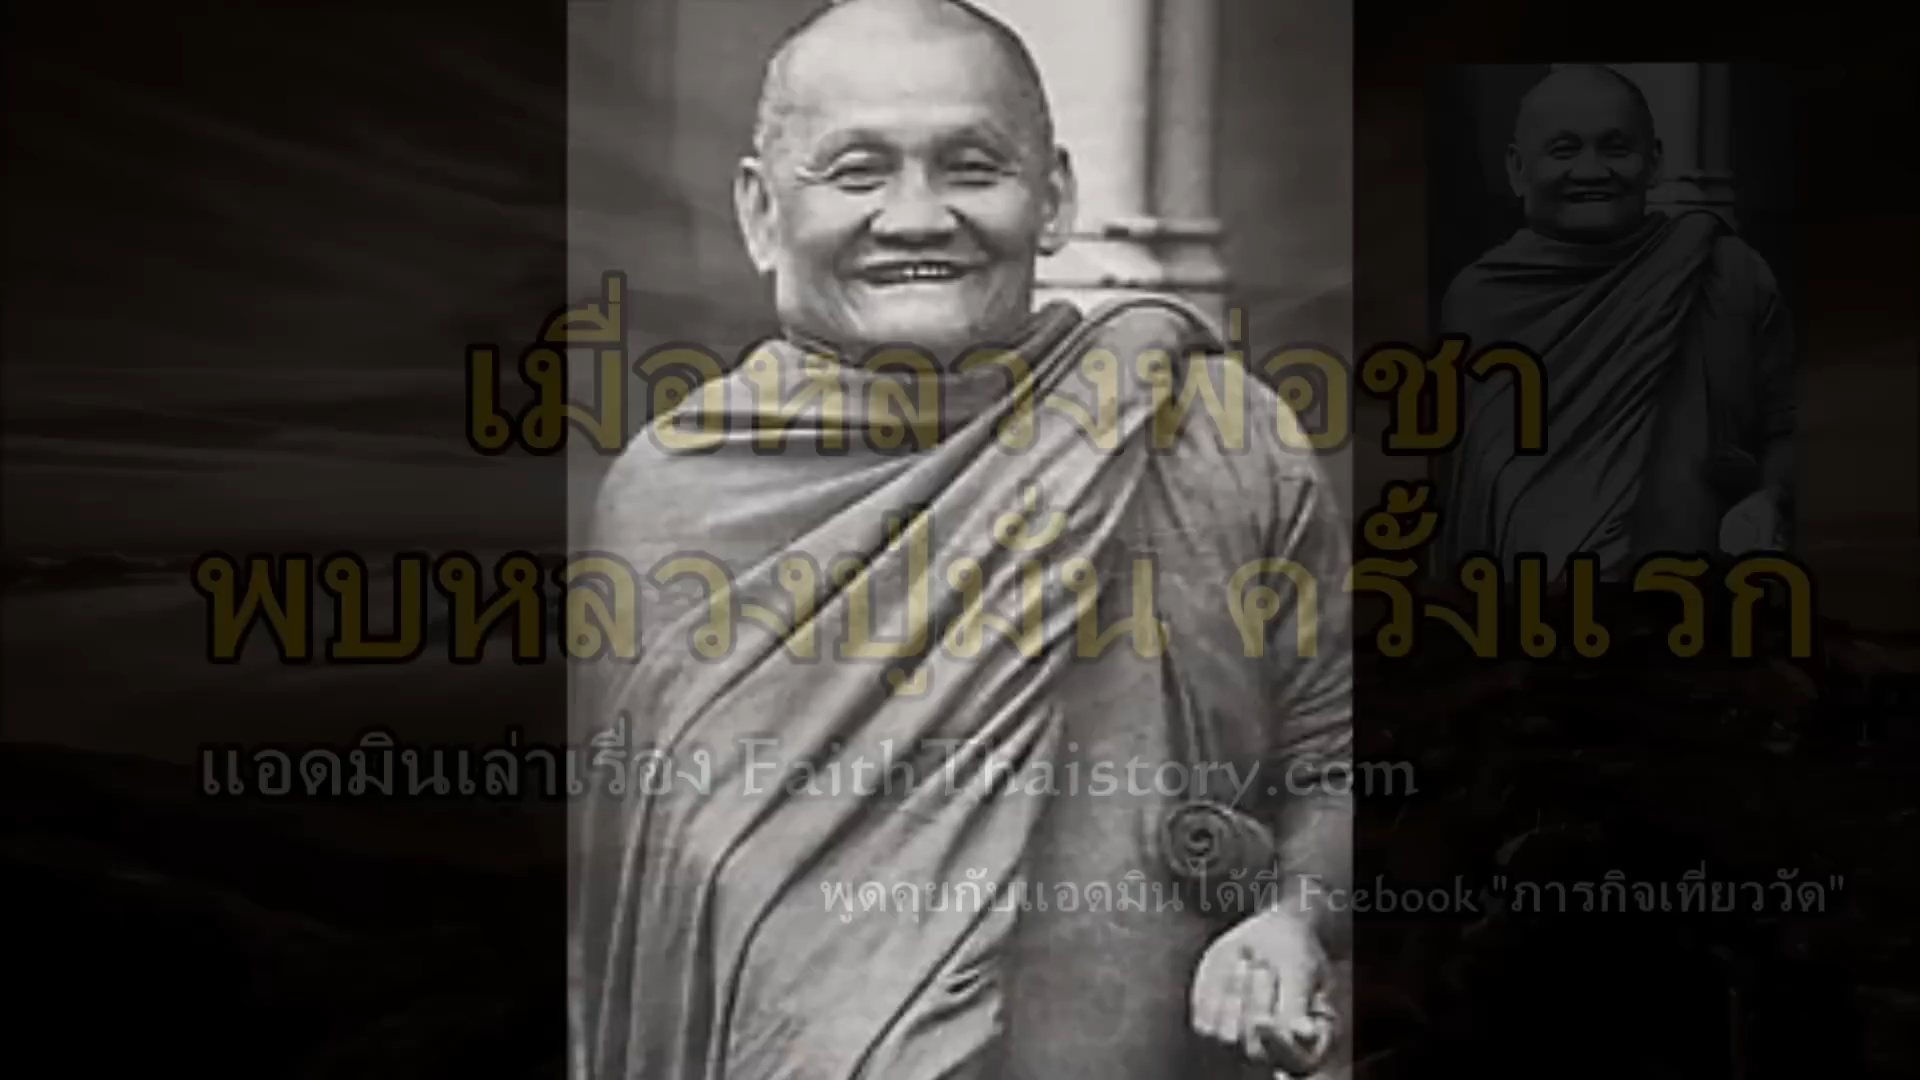 เมื่อหลวงพ่อชา
พบหลวงปู่มั่น ครั้งแรก
แอดมินเล่าเรื่อง FaithThaistory.com
พูดคุยกับแอดมินได้ที่ Fcebook "ภารกิจเที่ยววัด"